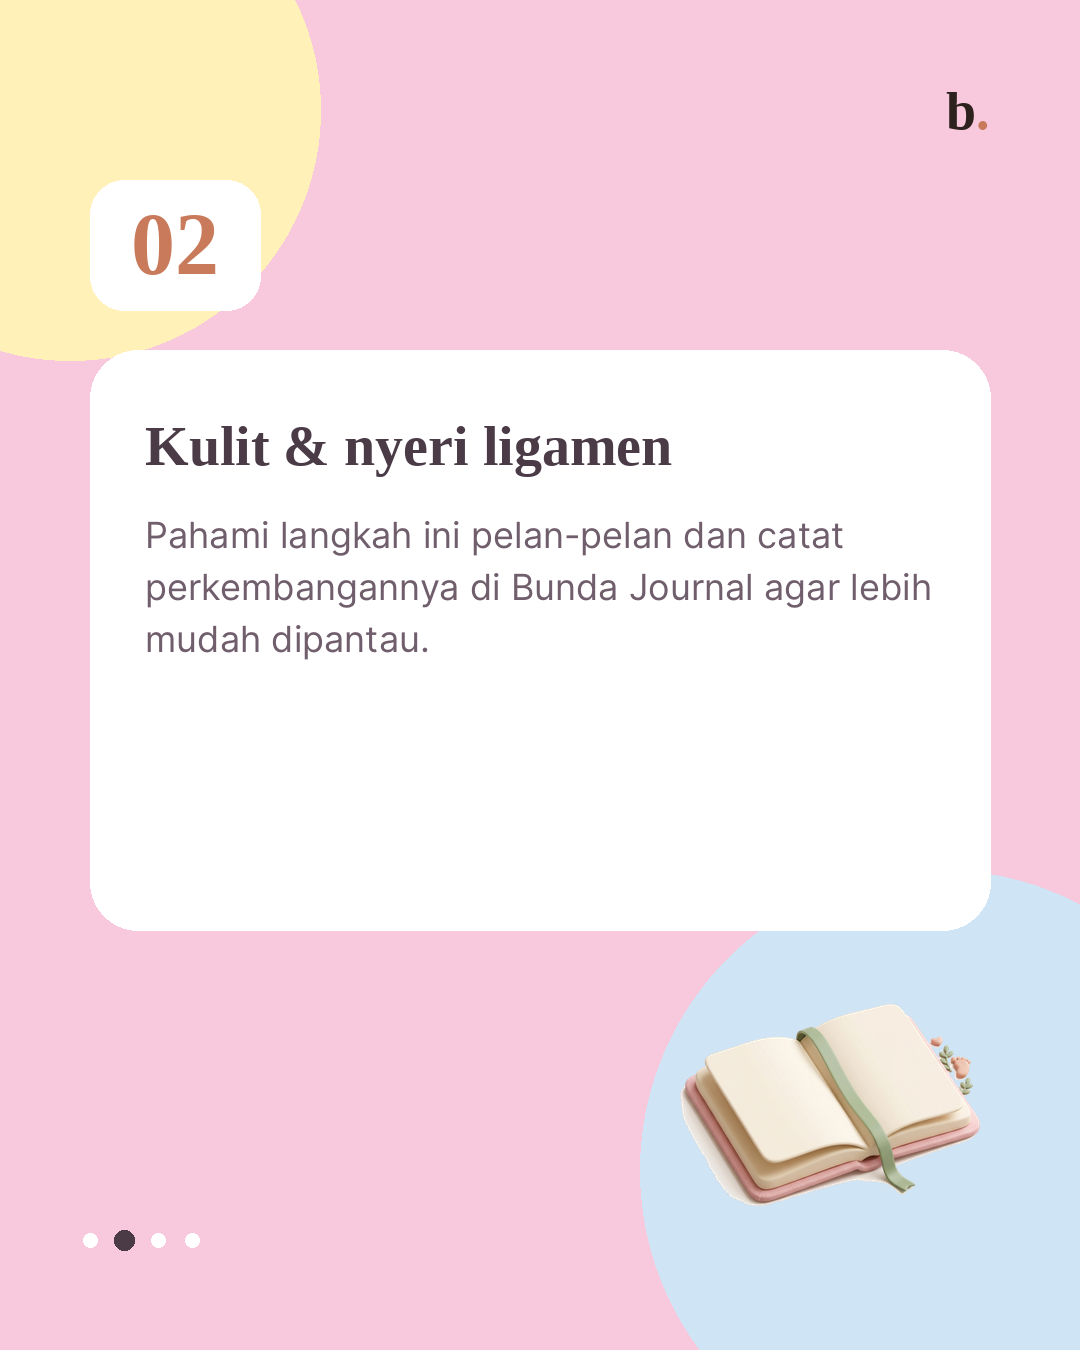 b.
02
Kulit & nyeri ligamen
Pahami langkah ini pelan-pelan dan catat
perkembangannya di Bunda Journal agar lebih
mudah dipantau.